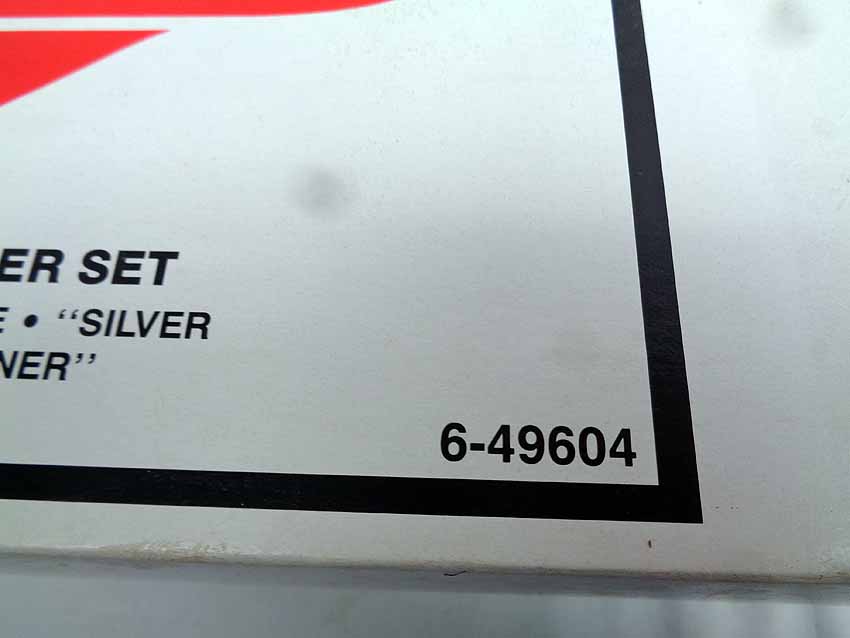 ER SET
E • “SILVER
NER”
6-49604